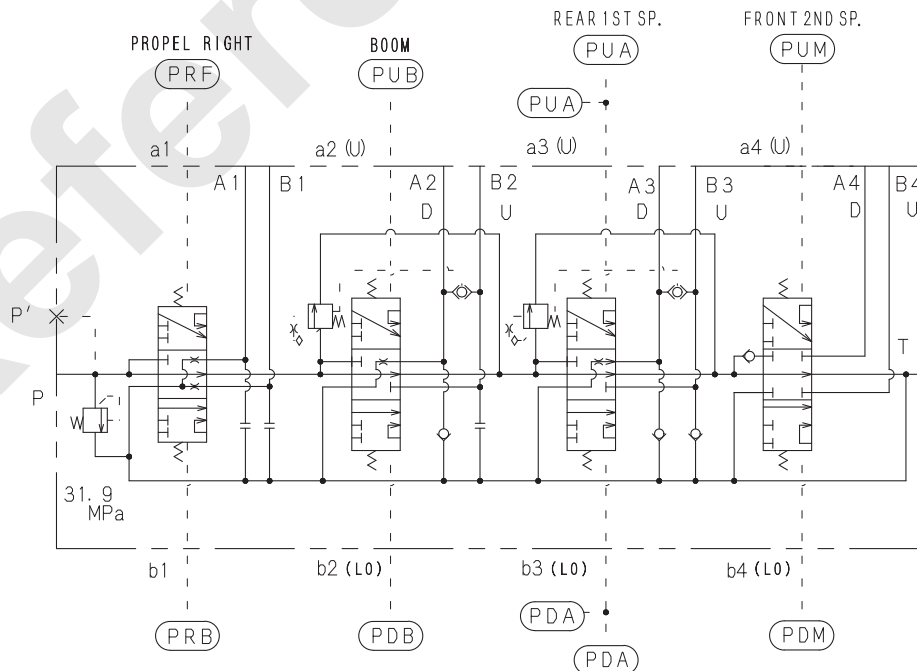 REAR 1ST SP. FRONT 2ND SP.
PROPEL RIGHT BOOM PUA PUM
PRF PUB
PUA
a1 a2 (U) a3 (U) a4 (U)
A1 B1 A2 B2 A3 B3 A4 B4
D U D U D U
P'
P T
31.9
MPa
b1 b2 (LO) b3 (LO) b4 (LO)
PDA
PRB PDB PDM
PDA